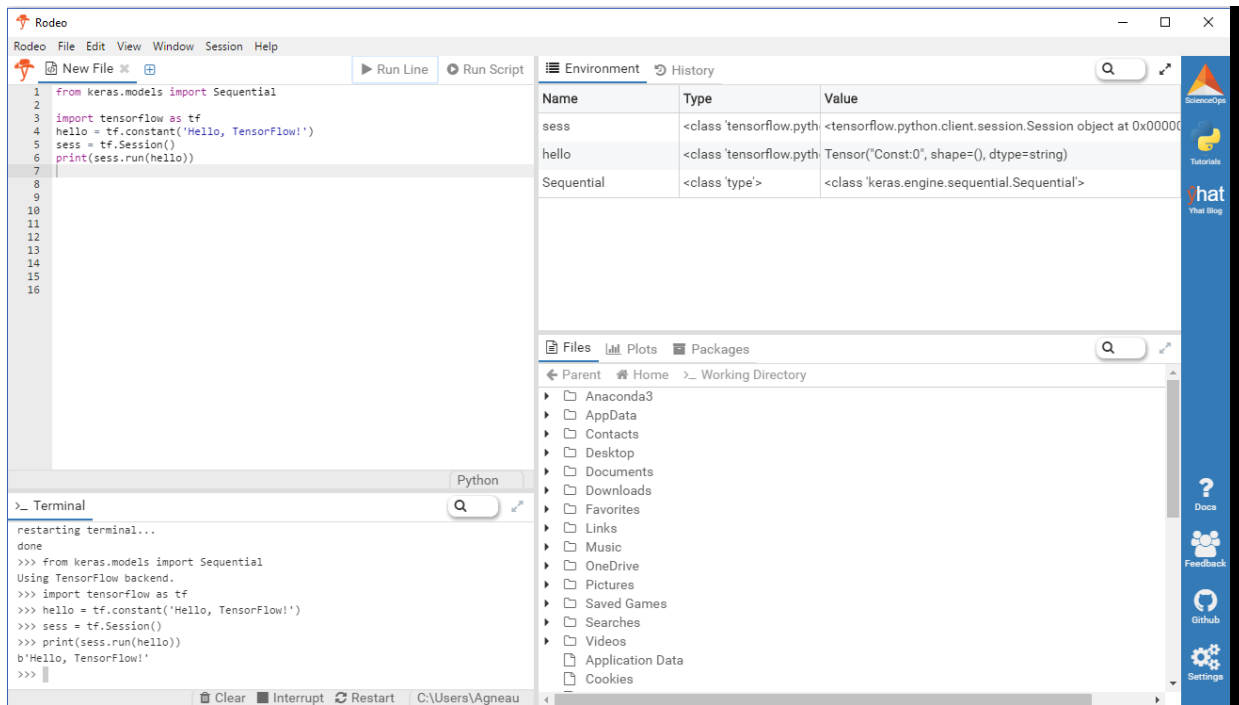 Rodeo
Rodeo File Edit View Window Session Help
New File Run Line Run Script
1 from keras.models import Sequential
2
3 import tensorflow as tf
4 hello = tf.constant('Hello, TensorFlow!')
5 sess = tf.Session()
6 print(sess.run(hello))
7
8
9
10
11
12
13
14
15
16
Python
>_ Terminal
restarting terminal...
done
>>> from keras.models import Sequential
Using TensorFlow backend.
>>> import tensorflow as tf
>>> hello = tf.constant('Hello, TensorFlow!')
>>> sess = tf.Session()
>>> print(sess.run(hello))
b'Hello, TensorFlow!'
>>>
Clear Interrupt Restart C:\Users\Agneau
Environment History
Name Type Value
sess <class 'tensorflow.pyth <tensorflow.python.client.session.Session object at 0x00000
hello <class 'tensorflow.pyth Tensor("Const:0", shape=(), dtype=string)
Sequential <class 'type'> <class 'keras.engine.sequential.Sequential'>
Files Plots Packages
Parent Home >_ Working Directory
Anaconda3
AppData
Contacts
Desktop
Documents
Downloads
Favorites
Links
Music
OneDrive
Pictures
Saved Games
Searches
Videos
Application Data
Cookies
ScienceOps
Tutorials
ŷhat
Yhat Blog
?
Docs
Feedback
Github
Settings